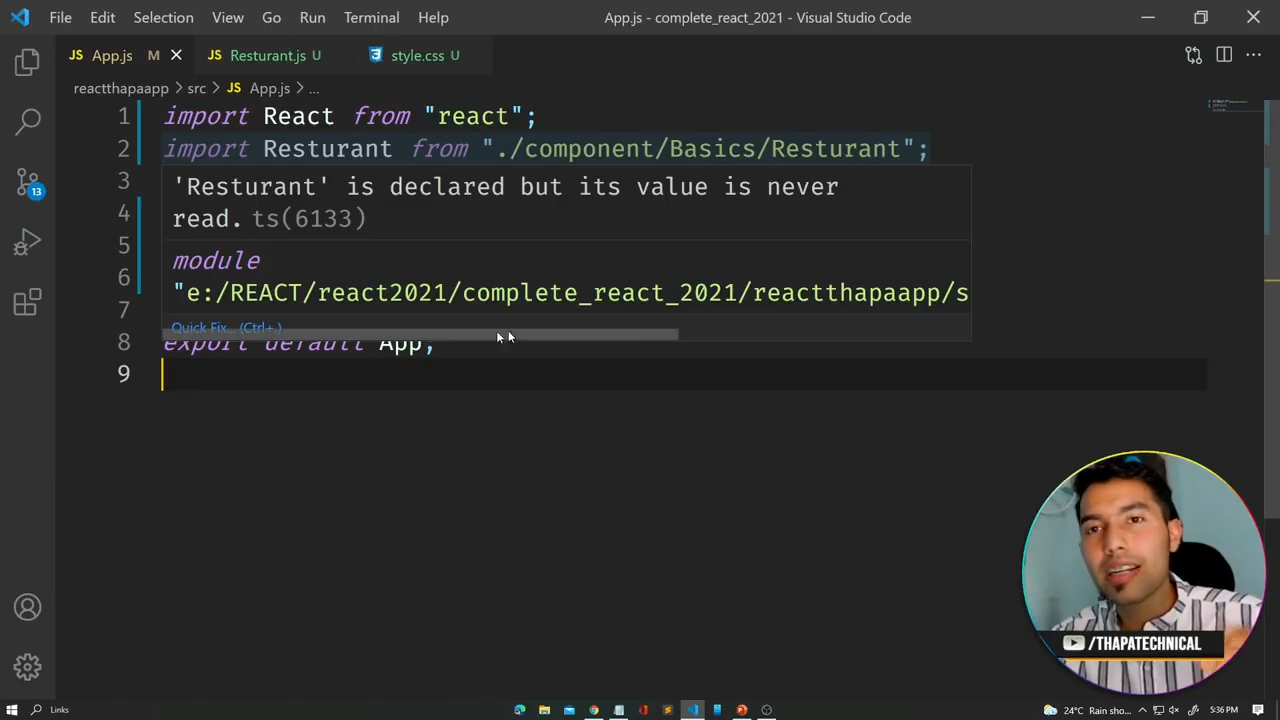 File Edit Selection View Go Run Terminal Help
App.js - complete_react_2021 - Visual Studio Code
JS App.js M
JS Resturant.js U
style.css U
reactthapaapp > src > JS App.js > ...
1 import React from "react";
2 import Resturant from "./component/Basics/Resturant";
3
4
5
6
7
8 export default App;
9
'Resturant' is declared but its value is never
read. ts(6133)
module
"e:/REACT/react2021/complete_react_2021/reactthapaapp/s
Quick Fix... (Ctrl+.)
13
/THAPATECHNICAL
Links
24°C Rain sho...
5:36 PM